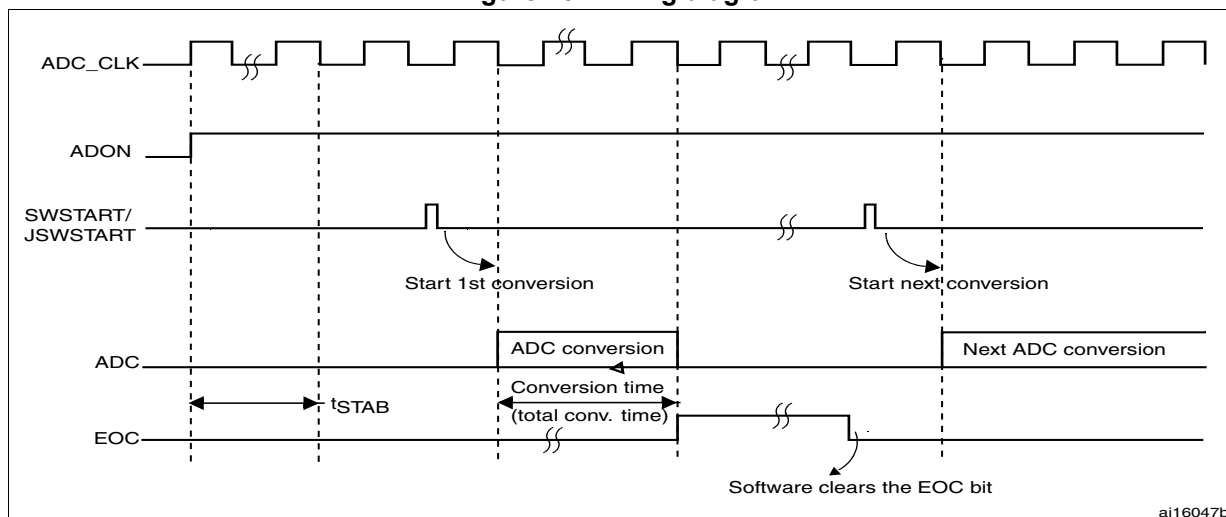 ADC_CLK
ADON
SWSTART/
JSWSTART
Start 1st conversion
Start next conversion
ADC
ADC conversion
Next ADC conversion
Conversion time
(total conv. time)
tSTAB
EOC
Software clears the EOC bit
ai16047b